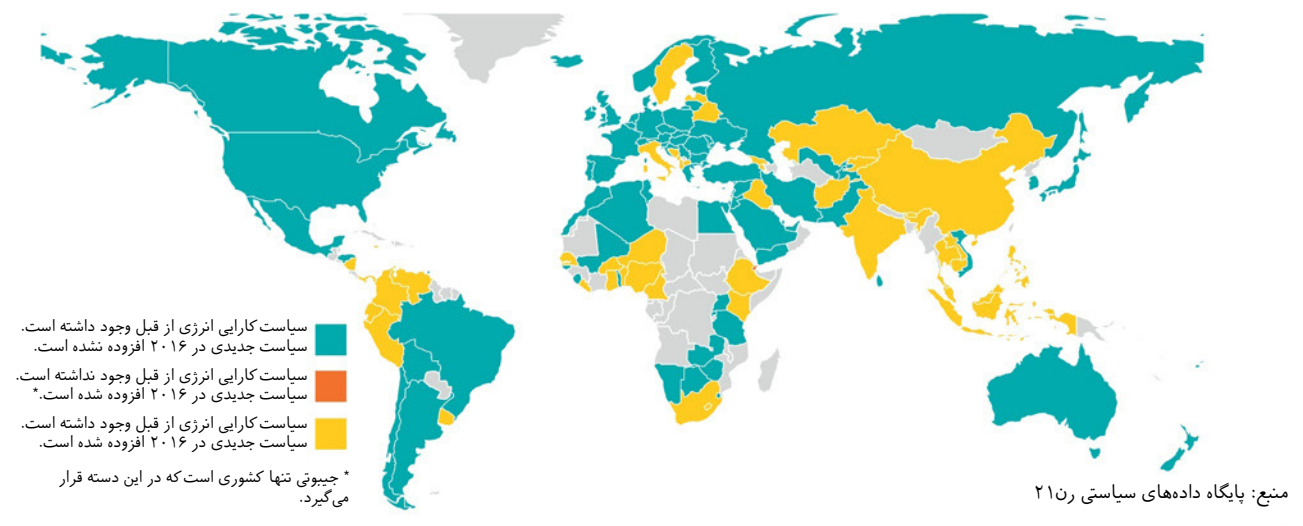 سیاست کارایی انرژی از قبل وجود داشته است.
سیاست جدیدی در ۲۰۱۶ افزوده نشده است.
سیاست کارایی انرژی از قبل وجود نداشته است.
سیاست جدیدی در ۲۰۱۶ افزوده شده است.*
سیاست کارایی انرژی از قبل وجود داشته است.
سیاست جدیدی در ۲۰۱۶ افزوده شده است.
* جیبوتی تنها کشوری است که در این دسته قرار
می‌گیرد.
منبع: پایگاه داده‌های سیاستی رن۲۱